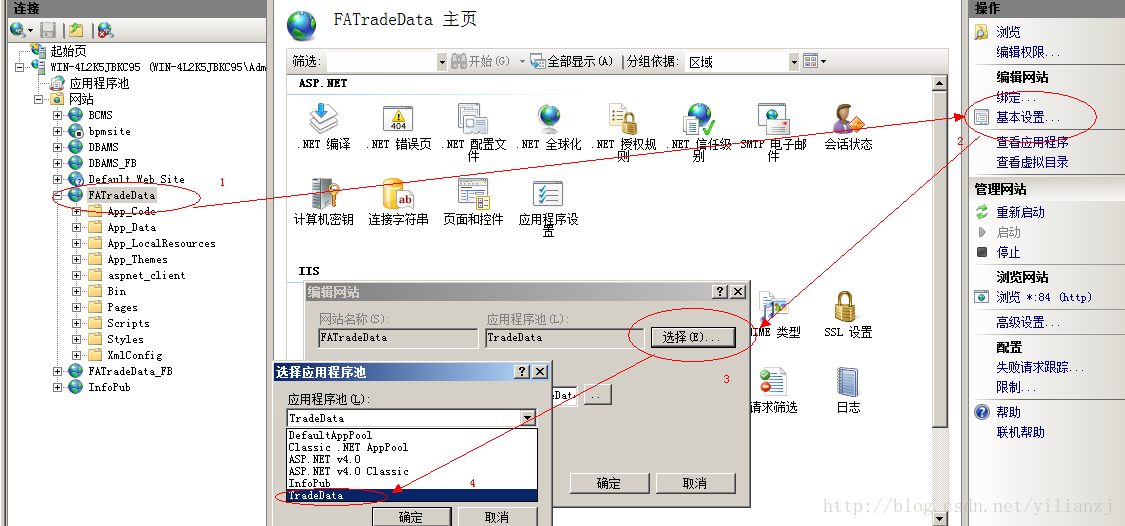 连接
起始页
WIN-4L2K5JBKC95 (WIN-4L2K5JBKC95\Adm
应用程序池
网站
BCMS
bpmsite
DBAMS
DBAMS_FB
Default Web Site
FATradeData
App_Code
App_Data
App_LocalResources
App_Themes
aspnet_client
Bin
Pages
Scripts
Styles
XmlConfig
FATradeData_FB
InfoPub
1
FATradeData 主页
筛选: 开始(G) 全部显示(A) 分组依据: 区域
ASP.NET
.NET 编译
.NET 错误页
.NET 配置文件
.NET 全球化
.NET 授权规则
.NET 信任级别
SMTP 电子邮件
会话状态
计算机密钥
连接字符串
页面和控件
应用程序设置
IIS
MIME 类型
SSL 设置
请求筛选
日志
编辑网站
网站名称(S):
应用程序池(L):
FATradeData
TradeData
选择(E)...
3
..
确定
取消
选择应用程序池
应用程序池(L):
TradeData
DefaultAppPool
Classic .NET AppPool
ASP.NET v4.0
ASP.NET v4.0 Classic
InfoPub
TradeData
4
确定
取消
操作
浏览
编辑权限...
编辑网站
绑定...
基本设置...
2
查看应用程序
查看虚拟目录
管理网站
重新启动
启动
停止
浏览网站
浏览 *:84 (http)
高级设置...
配置
失败请求跟踪...
限制...
帮助
联机帮助
http://blog.csdn.net/yilianzj